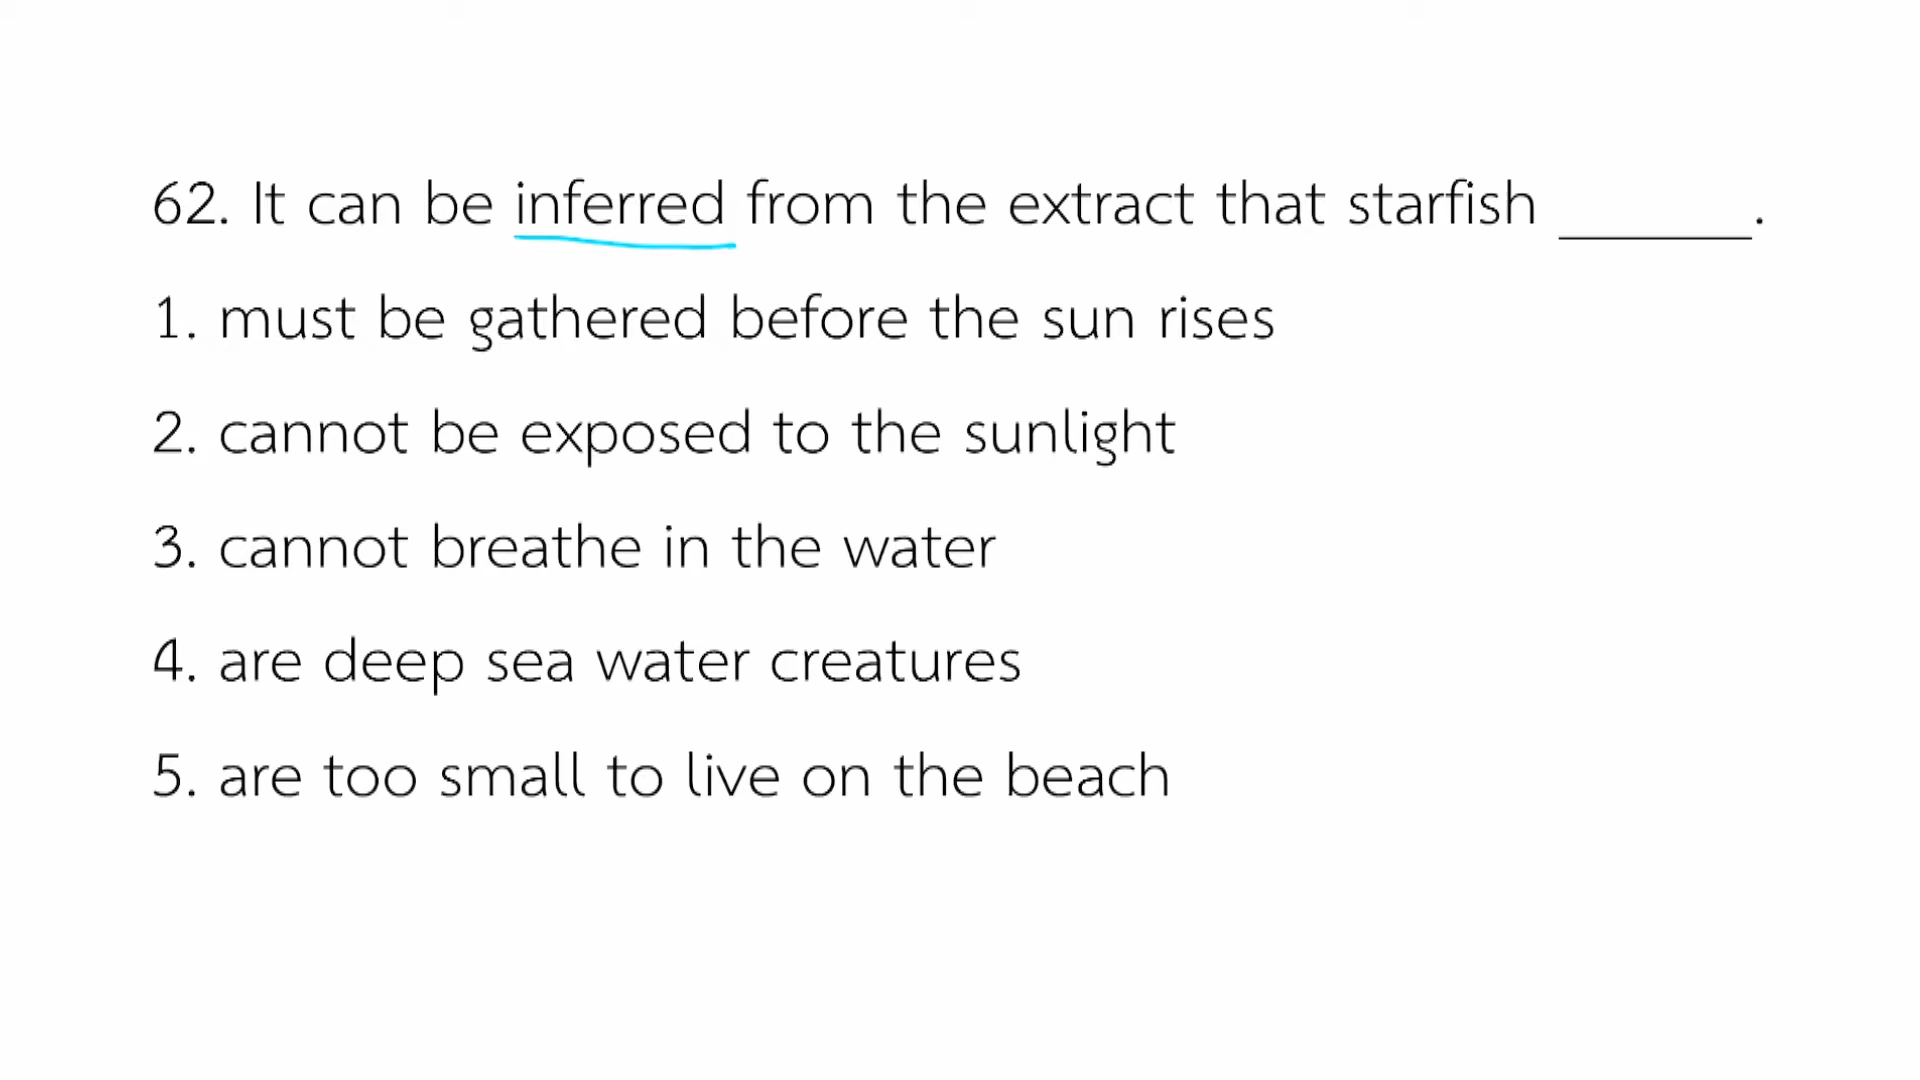 62. It can be inferred from the extract that starfish _______.
1. must be gathered before the sun rises
2. cannot be exposed to the sunlight
3. cannot breathe in the water
4. are deep sea water creatures
5. are too small to live on the beach